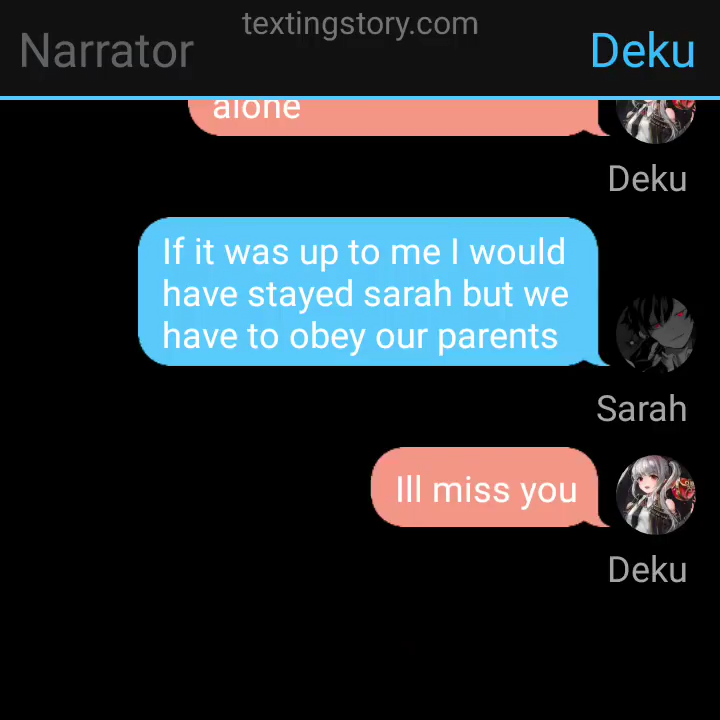 textingstory.com
Narrator
Deku
alone
Deku
If it was up to me I would
have stayed sarah but we
have to obey our parents
Sarah
Ill miss you
Deku